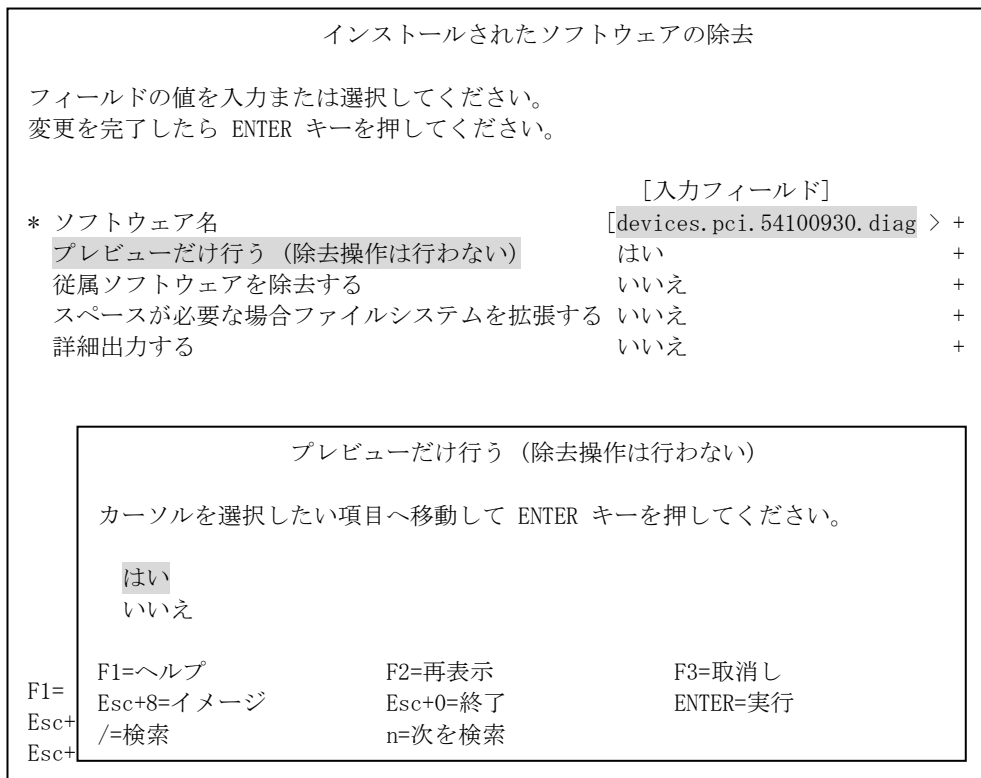 インストールされたソフトウェアの除去
フィールドの値を入力または選択してください。
変更を完了したら ENTER キーを押してください。
[入力フィールド]
* ソフトウェア名 [devices.pci.54100930.diag > +
プレビューだけ行う (除去操作は行わない) はい +
従属ソフトウェアを除去する いいえ +
スペースが必要な場合ファイルシステムを拡張する いいえ +
詳細出力する いいえ +
プレビューだけ行う (除去操作は行わない)
カーソルを選択したい項目へ移動して ENTER キーを押してください。
はい
いいえ
F1=ヘルプ F2=再表示 F3=取消し
F1=
Esc+8=イメージ Esc+0=終了 ENTER=実行
Esc+
/=検索 n=次を検索
Esc+